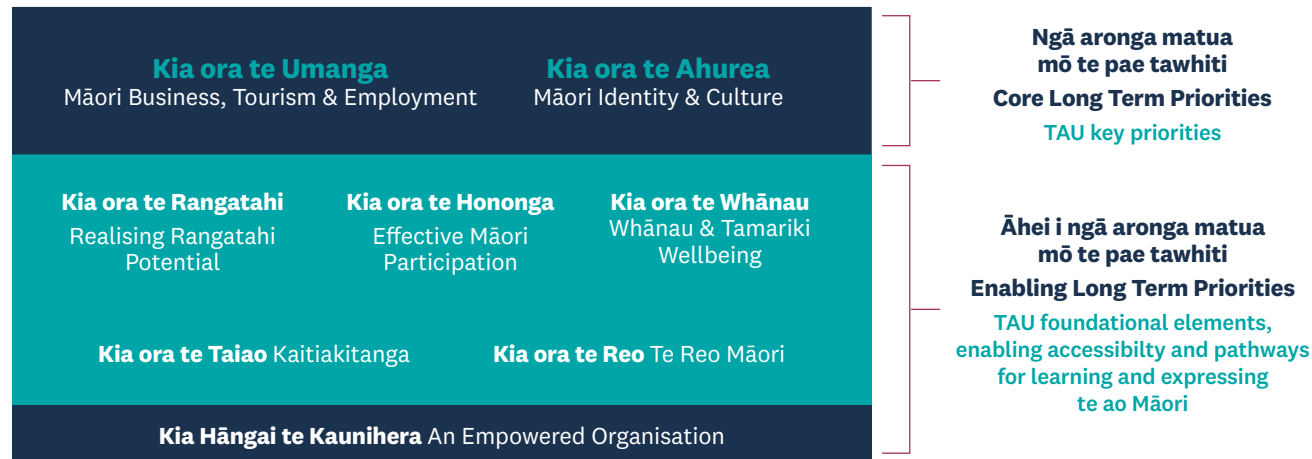 Kia ora te Umanga
Māori Business, Tourism & Employment
Kia ora te Ahurea
Māori Identity & Culture
Ngā aronga matua
mō te pae tawhiti
Core Long Term Priorities
TAU key priorities
Kia ora te Rangatahi
Realising Rangatahi
Potential
Kia ora te Hononga
Effective Māori
Participation
Kia ora te Whānau
Whānau & Tamariki
Wellbeing
Kia ora te Taiao Kaitiakitanga
Kia ora te Reo Te Reo Māori
Kia Hāngai te Kaunihera An Empowered Organisation
Āhei i ngā aronga matua
mō te pae tawhiti
Enabling Long Term Priorities
TAU foundational elements,
enabling accessibilty and pathways
for learning and expressing
te ao Māori